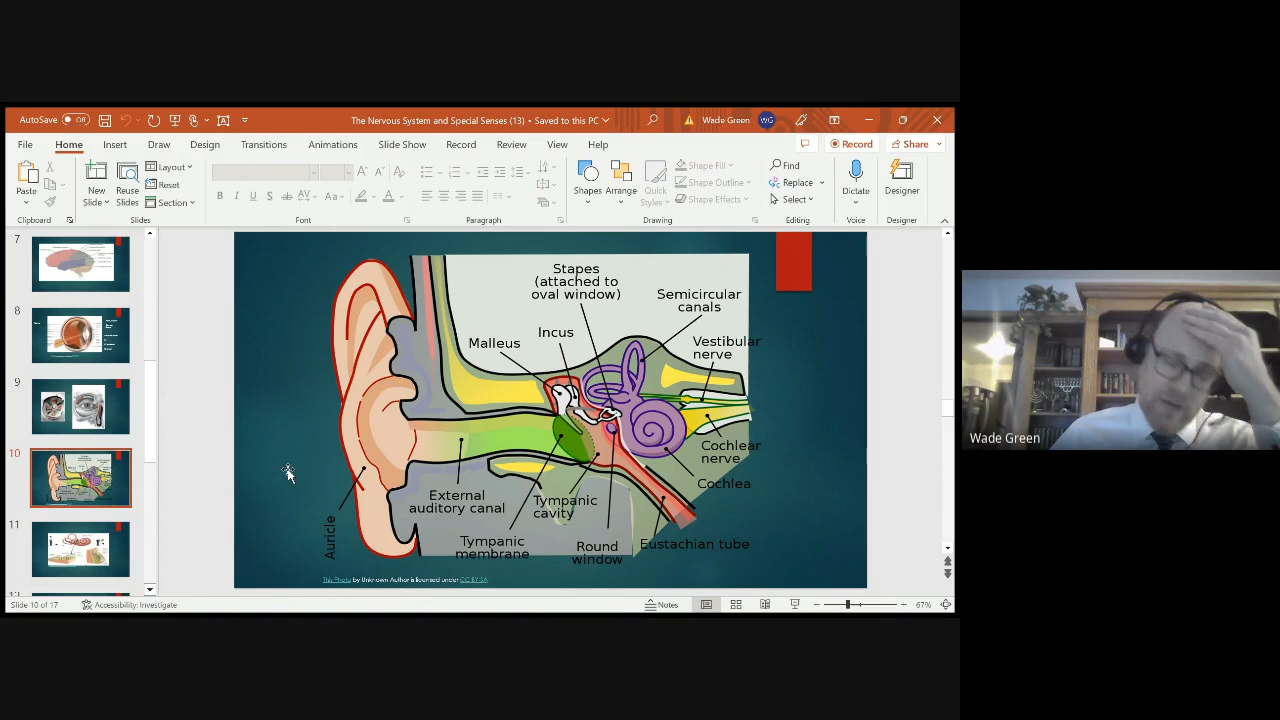 AutoSave Off
The Nervous System and Special Senses (13) • Saved to this PC
Wade Green WG
File Home Insert Draw Design Transitions Animations Slide Show Record Review View Help
Record Share
Paste
New Slide
Reuse Slides
Layout
Reset
Section
B I U S ab AV Aa A
Shapes Arrange Quick Styles
Shape Fill
Shape Outline
Shape Effects
Find
Replace
Select
Dictate
Designer
Clipboard Slides Font Paragraph Drawing Editing Voice Designer
7
8
9
10
11
Stapes
(attached to
oval window)
Semicircular
canals
Incus
Malleus
Vestibular
nerve
Cochlear
nerve
Cochlea
External
auditory canal
Tympanic
cavity
Auricle
Tympanic
membrane
Round
window
Eustachian tube
This Photo by Unknown Author is licensed under CC BY-SA
Slide 10 of 17 Accessibility: Investigate Notes 67%
Wade Green